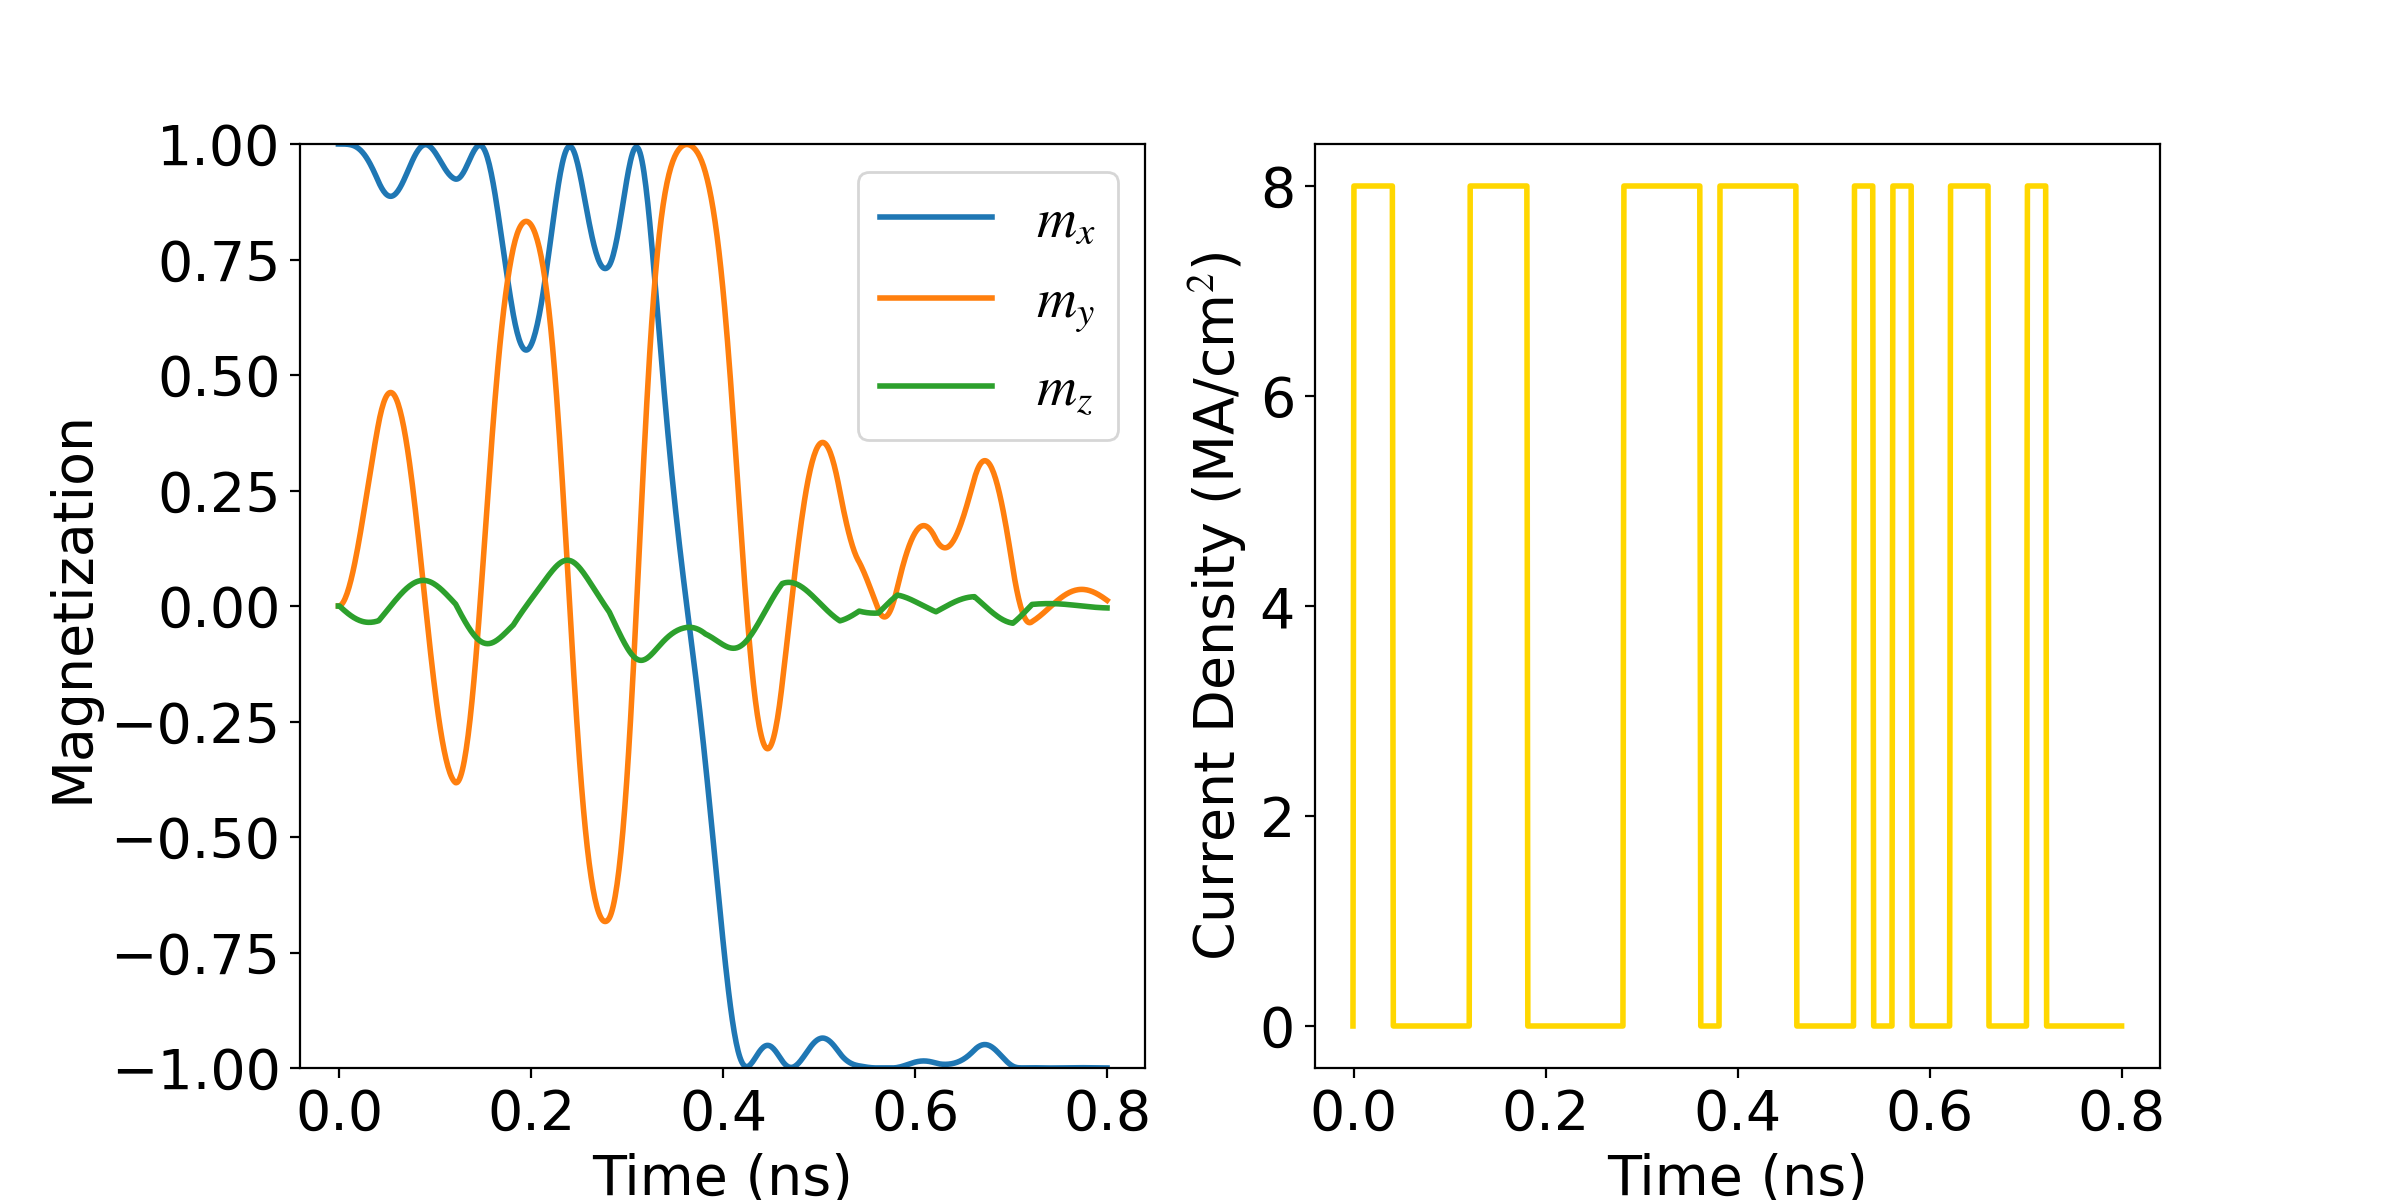 1.00
0.75
0.50
0.25
0.00
−0.25
−0.50
−0.75
−1.00
Magnetization
0.0 0.2 0.4 0.6 0.8
Time (ns)
m_x
m_y
m_z
8
6
4
2
0
Current Density (MA/cm²)
0.0 0.2 0.4 0.6 0.8
Time (ns)